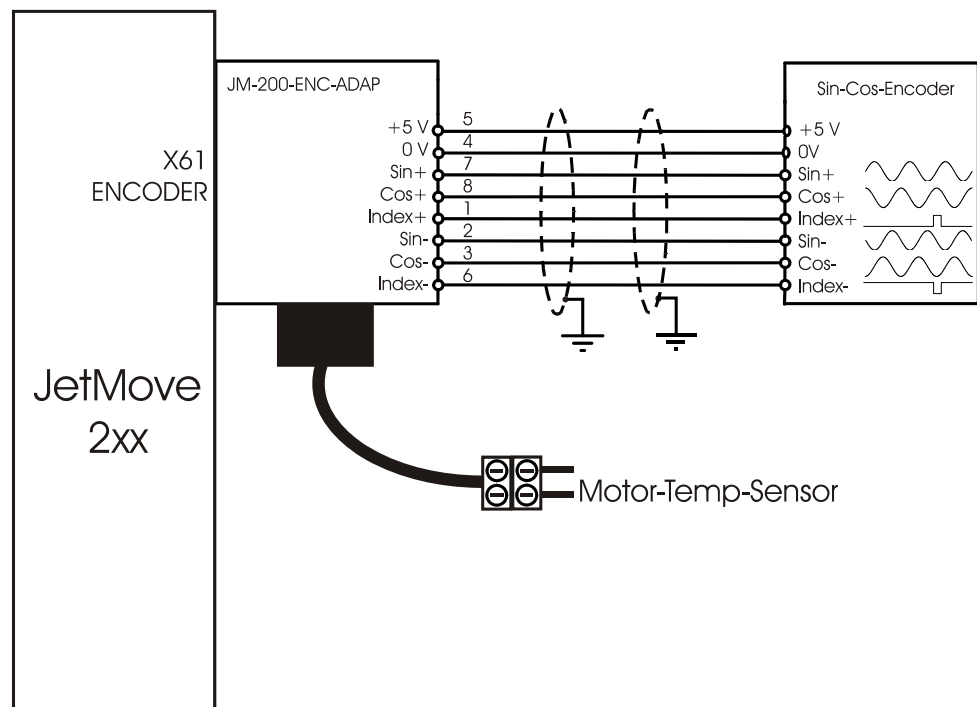 JM-200-ENC-ADAP
Sin-Cos-Encoder
X61
ENCODER
+5 V 5 +5 V
0 V 4 0V
Sin+ 7 Sin+
Cos+ 8 Cos+
Index+ 1 Index+
Sin- 2 Sin-
Cos- 3 Cos-
Index- 6 Index-
JetMove
2xx
Motor-Temp-Sensor